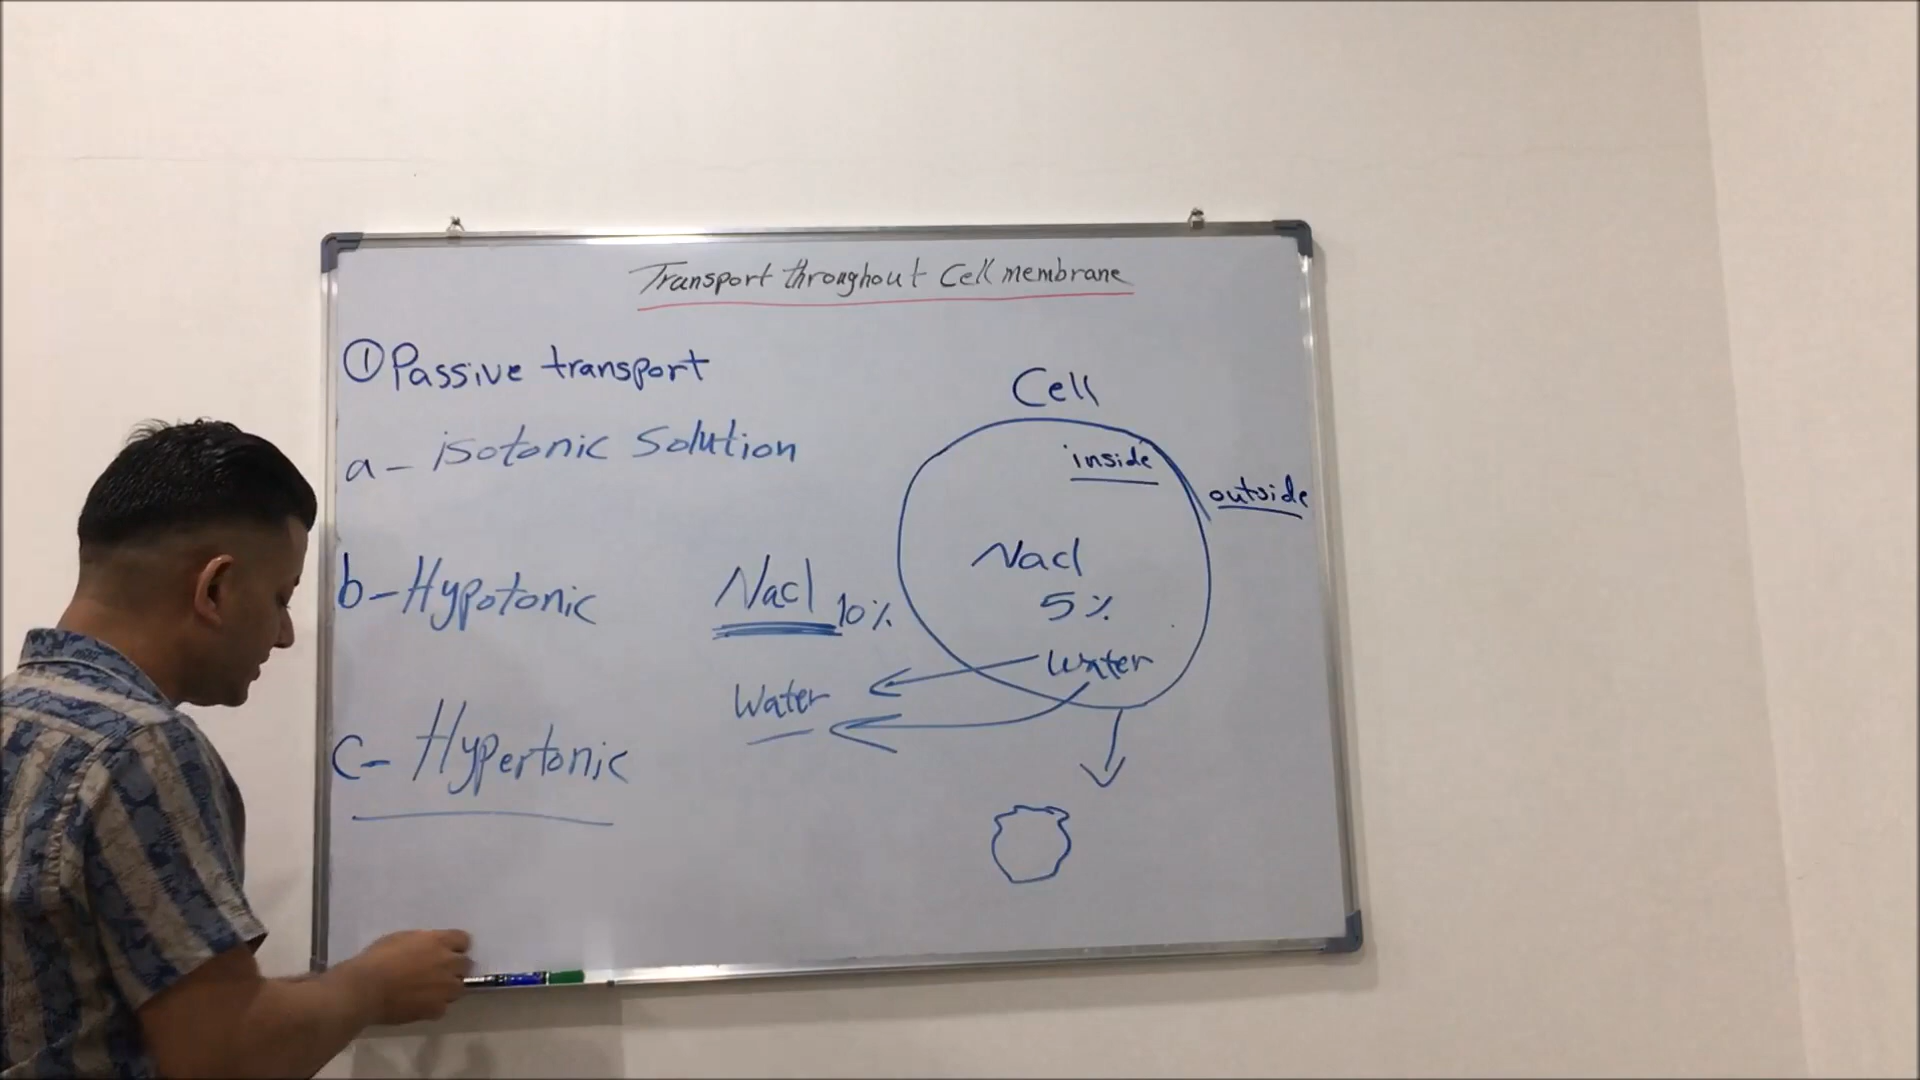 Transport throughout Cell membrane
① Passive transport
a- isotonic Solution
b- Hypotonic
c- Hypertonic
Cell
inside
outside
Nacl
5%
Water
Nacl 10%
Water